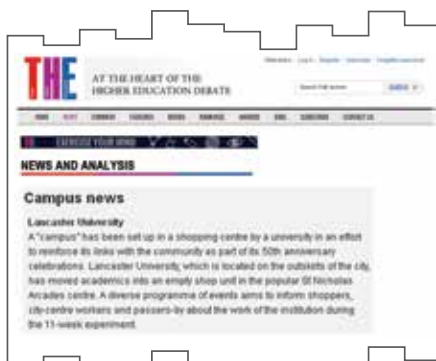 THE
AT THE HEART OF THE
HIGHER EDUCATION DEBATE
EXERCISE YOUR MIND
NEWS AND ANALYSIS
Campus news
Lancaster University
A "campus" has been set up in a shopping centre by a university in an effort
to reinforce its links with the community as part of its 50th anniversary
celebrations. Lancaster University, which is located on the outskirts of the city,
has moved academics into an empty shop unit in the popular St Nicholas
Arcades centre. A diverse programme of events aims to inform shoppers,
city-centre workers and passers-by about the work of the institution during
the 11-week experiment.